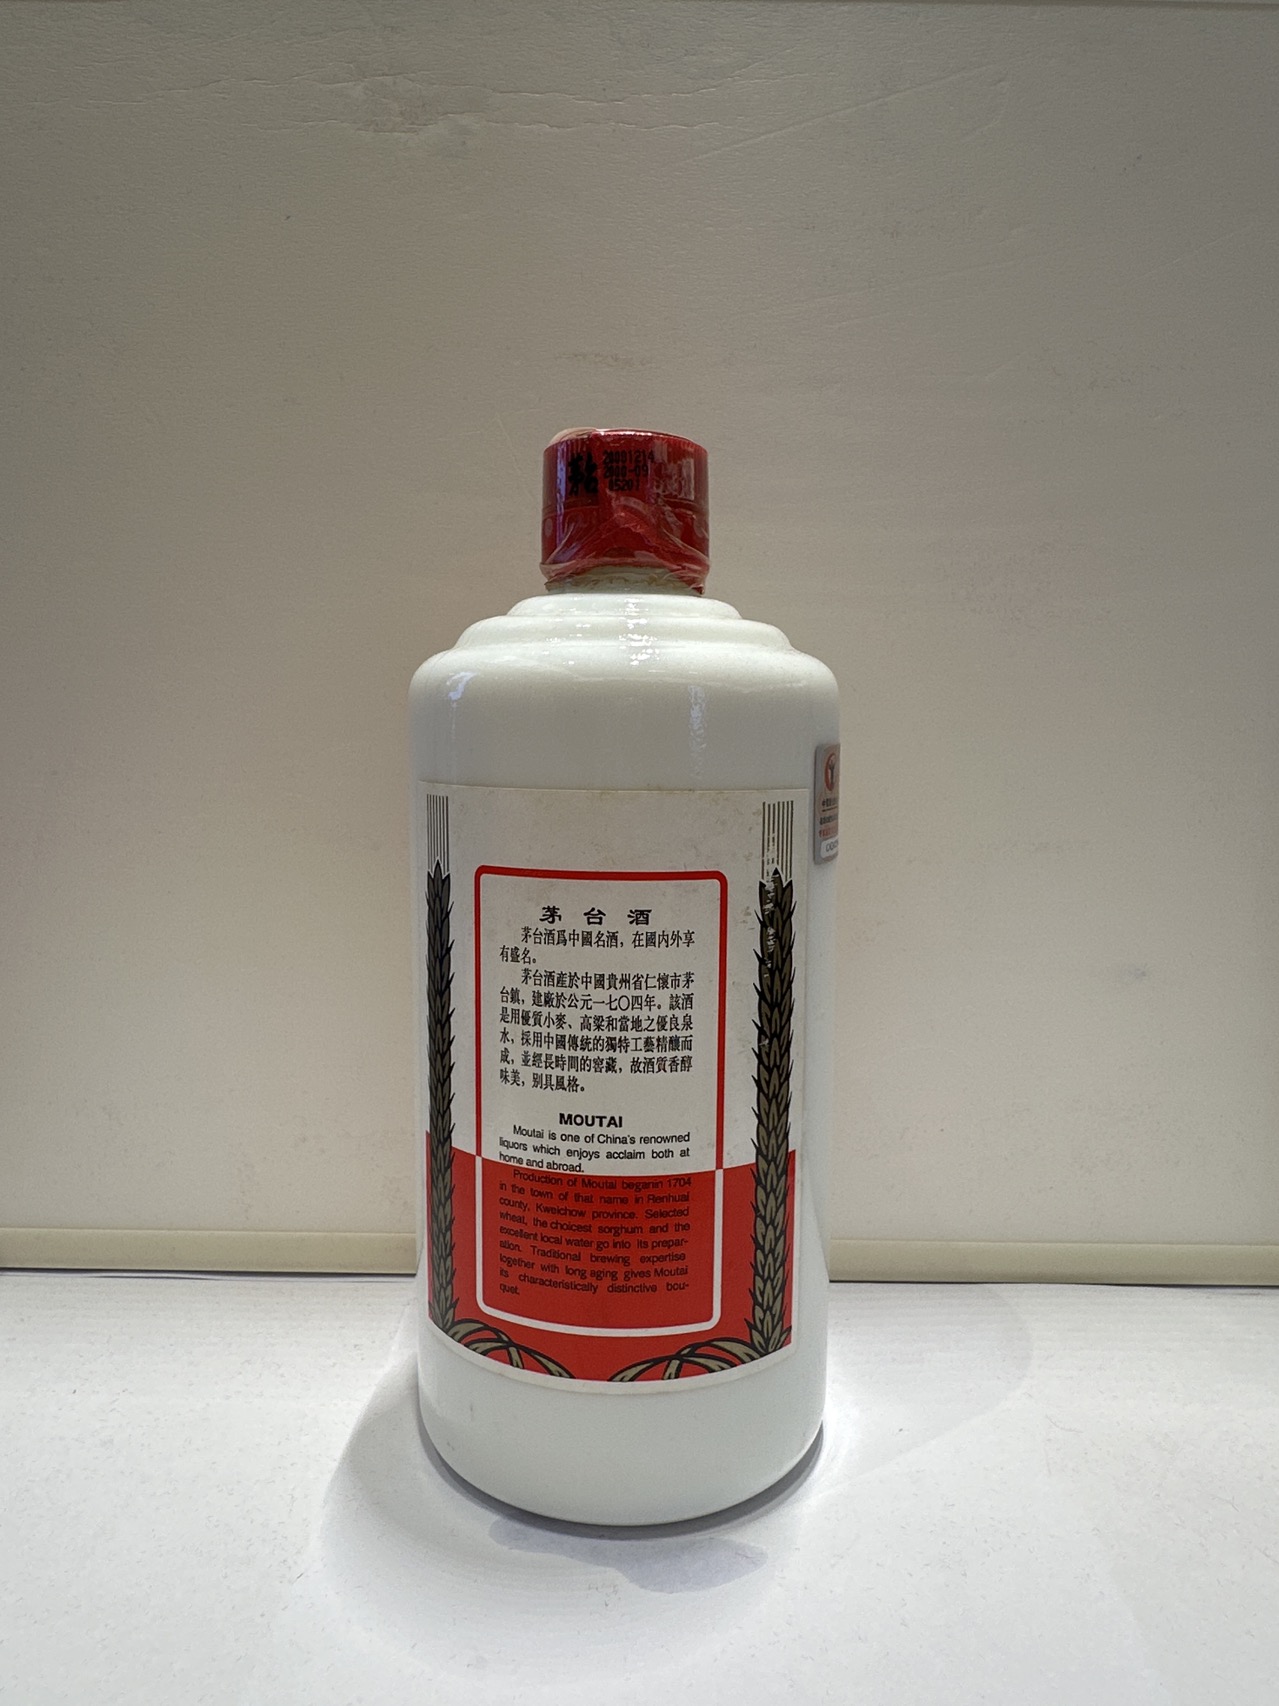 茅台
20001214
2000-09
05201
茅台酒
茅台酒爲中國名酒，在國内外享
有盛名。
茅台酒產於中國貴州省仁懷市茅
台鎮，建廠於公元一七〇四年。該酒
是用優質小麥、高粱和當地之優良泉
水，採用中國傳統的獨特工藝精釀而
成，並經長時間的窖藏，故酒質香醇
味美，别具風格。
MOUTAI
Moutai is one of China's renowned
liquors which enjoys acclaim both at
home and abroad.
Production of Moutai beganin 1704
in the town of that name in Renhuai
county, Kweichow province. Selected
wheat, the choicest sorghum and the
excellent local water go into its prepar-
ation. Traditional brewing expertise
together with long aging gives Moutai
its characteristically distinctive bou-
quet.